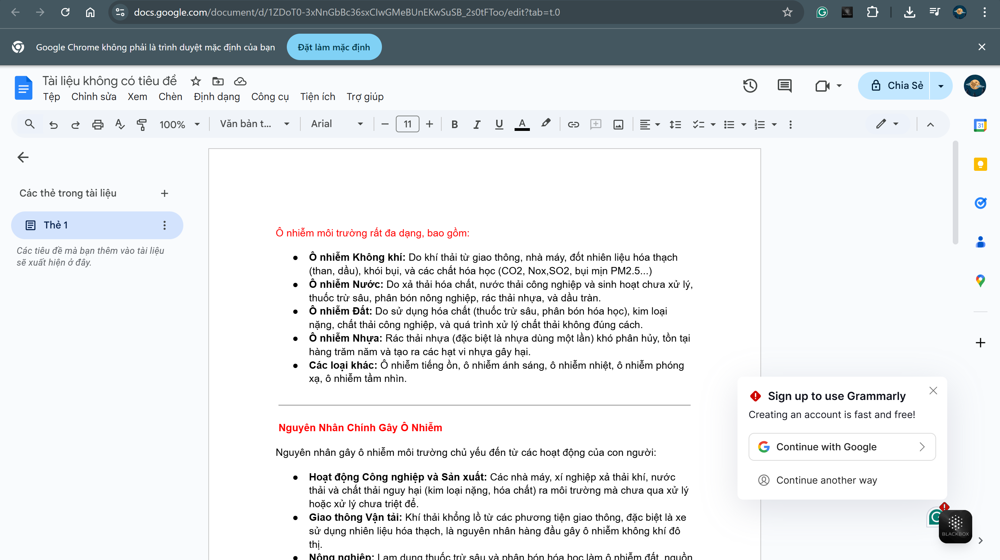 docs.google.com/document/d/1ZDoT0-3xNnGbBc36sxCIwGMeBUnEKwSuSB_2s0tFToo/edit?tab=t.0
Google Chrome không phải là trình duyệt mặc định của bạn
Đặt làm mặc định
Tài liệu không có tiêu đề
Tệp Chỉnh sửa Xem Chèn Định dạng Công cụ Tiện ích Trợ giúp
Chia Sẻ
100% Văn bản t... Arial 11
31
Các thẻ trong tài liệu
Thẻ 1
Các tiêu đề mà bạn thêm vào tài liệu
sẽ xuất hiện ở đây.
Ô nhiễm môi trường rất đa dạng, bao gồm:
● Ô nhiễm Không khí: Do khí thải từ giao thông, nhà máy, đốt nhiên liệu hóa thạch
(than, dầu), khói bụi, và các chất hóa học (CO2, Nox,SO2, bụi mịn PM2.5...)
● Ô nhiễm Nước: Do xả thải hóa chất, nước thải công nghiệp và sinh hoạt chưa xử lý,
thuốc trừ sâu, phân bón nông nghiệp, rác thải nhựa, và dầu tràn.
● Ô nhiễm Đất: Do sử dụng hóa chất (thuốc trừ sâu, phân bón hóa học), kim loại
nặng, chất thải công nghiệp, và quá trình xử lý chất thải không đúng cách.
● Ô nhiễm Nhựa: Rác thải nhựa (đặc biệt là nhựa dùng một lần) khó phân hủy, tồn tại
hàng trăm năm và tạo ra các hạt vi nhựa gây hại.
● Các loại khác: Ô nhiễm tiếng ồn, ô nhiễm ánh sáng, ô nhiễm nhiệt, ô nhiễm phóng
xạ, ô nhiễm tầm nhìn.
Nguyên Nhân Chính Gây Ô Nhiễm
Nguyên nhân gây ô nhiễm môi trường chủ yếu đến từ các hoạt động của con người:
● Hoạt động Công nghiệp và Sản xuất: Các nhà máy, xí nghiệp xả thải khí, nước
thải và chất thải nguy hại (kim loại nặng, hóa chất) ra môi trường mà chưa qua xử lý
hoặc xử lý chưa triệt để.
● Giao thông Vận tải: Khí thải khổng lồ từ các phương tiện giao thông, đặc biệt là xe
sử dụng nhiên liệu hóa thạch, là nguyên nhân hàng đầu gây ô nhiễm không khí đô
thị.
● Nông nghiệp: Lạm dụng thuốc trừ sâu và phân bón hóa học làm ô nhiễm đất, nguồn
Sign up to use Grammarly
Creating an account is fast and free!
Continue with Google
Continue another way
BLACKBOX